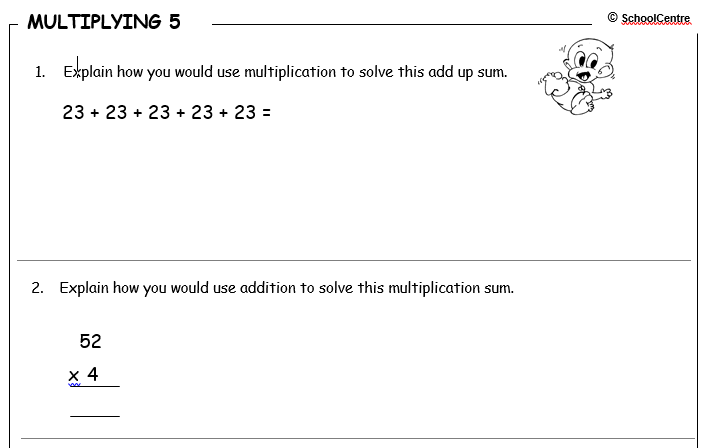 MULTIPLYING 5
© SchoolCentre
1. Explain how you would use multiplication to solve this add up sum.
23 + 23 + 23 + 23 + 23 =
2. Explain how you would use addition to solve this multiplication sum.
52
x 4